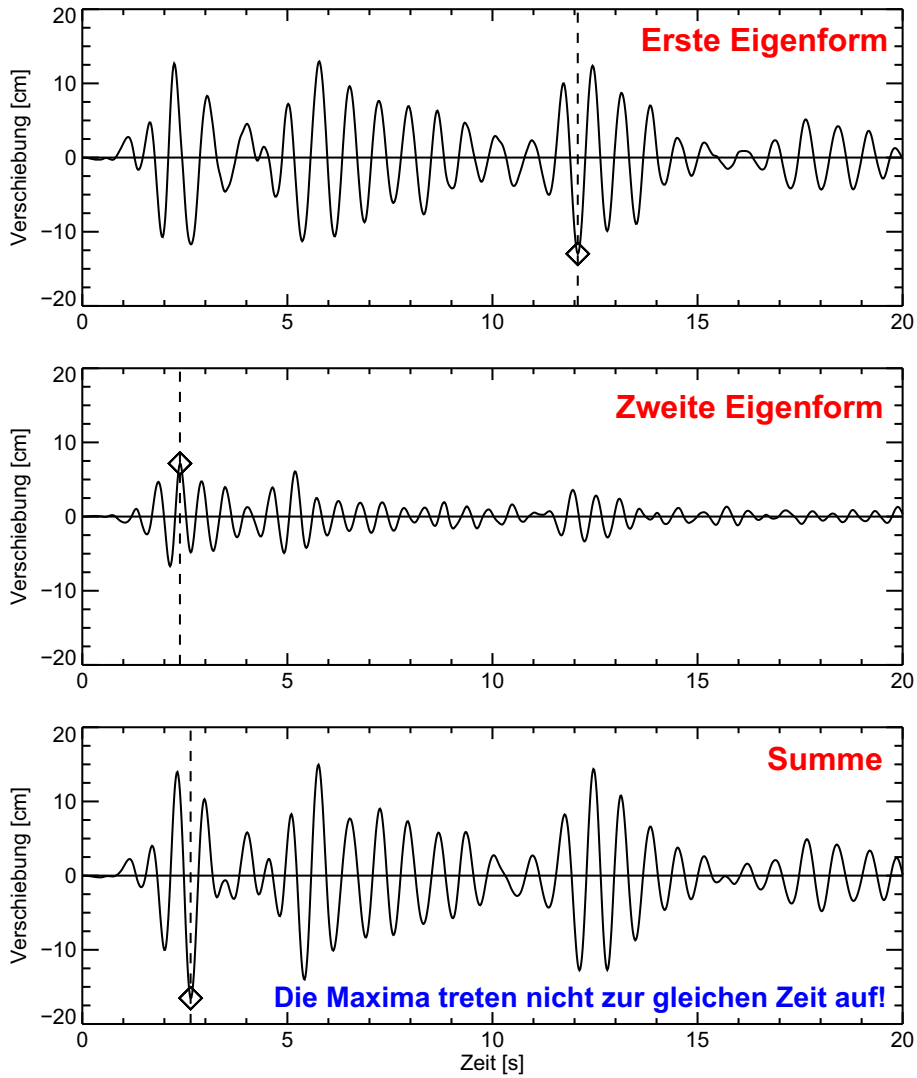 Erste Eigenform
Verschiebung [cm]
20
10
0
−10
−20
0 5 10 15 20
Zweite Eigenform
Verschiebung [cm]
20
10
0
−10
−20
0 5 10 15 20
Summe
Verschiebung [cm]
20
10
0
−10
−20
Die Maxima treten nicht zur gleichen Zeit auf!
0 5 10 15 20
Zeit [s]